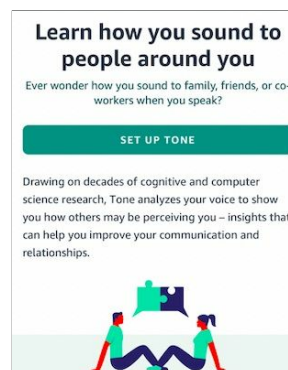 Learn how you sound to
people around you
Ever wonder how you sound to family, friends, or co-
workers when you speak?
SET UP TONE
Drawing on decades of cognitive and computer
science research, Tone analyzes your voice to show
you how others may be perceiving you – insights that
can help you improve your communication and
relationships.